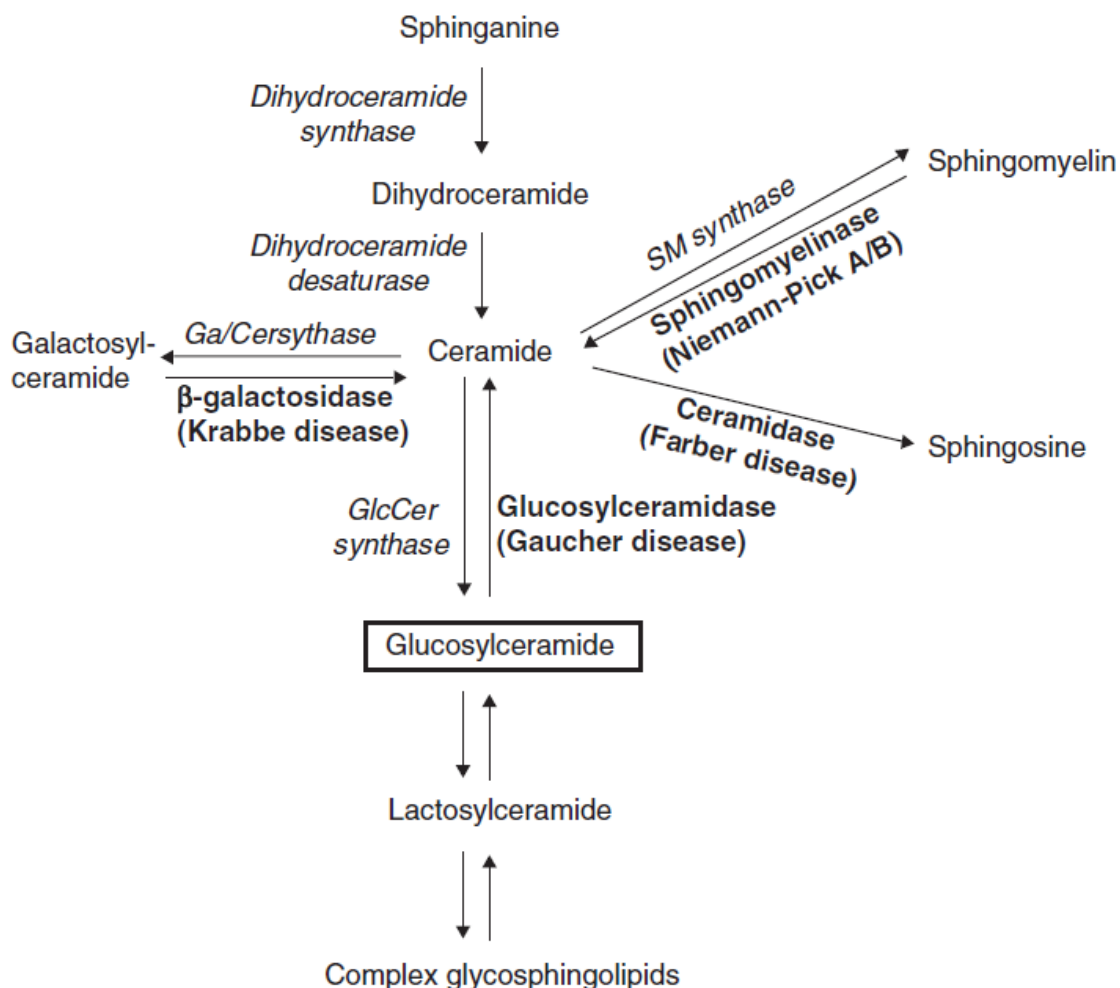 Sphinganine
Dihydroceramide
synthase
Dihydroceramide
Sphingomyelin
SM synthase
Sphingomyelinase
(Niemann-Pick A/B)
Dihydroceramide
desaturase
Galactosyl-
ceramide
Ga/Cersythase
Ceramide
β-galactosidase
(Krabbe disease)
Ceramidase
(Farber disease)
Sphingosine
GlcCer
synthase
Glucosylceramidase
(Gaucher disease)
Glucosylceramide
Lactosylceramide
Complex glycosphingolipids